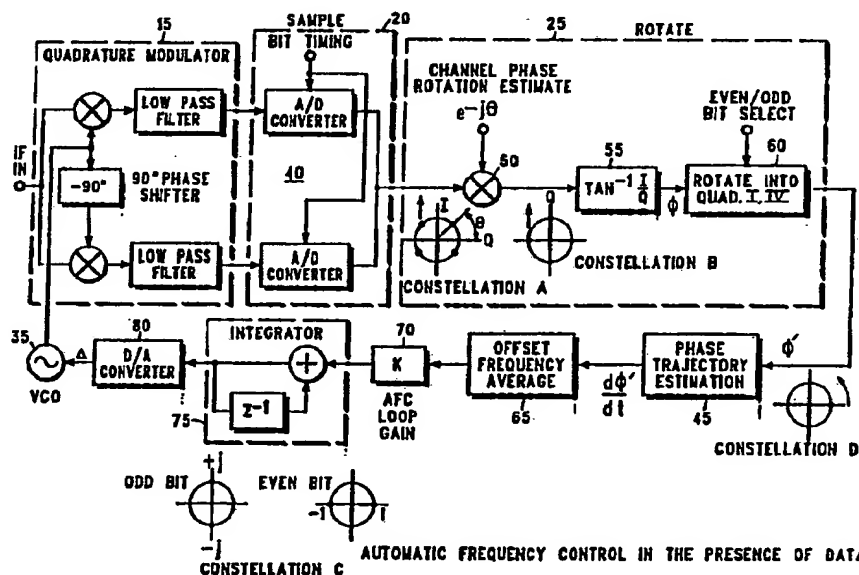 15
QUADRATURE MODULATOR
LOW PASS
FILTER
IF
IN
-90°
90° PHASE
SHIFTER
LOW PASS
FILTER
SAMPLE
20
BIT TIMING
A/D
CONVERTER
40
A/D
CONVERTER
25
ROTATE
CHANNEL PHASE
ROTATION ESTIMATE
e-jθ
50
I
θ
Q
CONSTELLATION A
55
TAN-1 I/Q
ϕ
Q
I
CONSTELLATION B
EVEN/ODD
BIT SELECT
60
ROTATE INTO
QUAD. I, IV
35
VCO
Δ
80
D/A
CONVERTER
INTEGRATOR
+
Z-1
75
70
K
AFC
LOOP
GAIN
OFFSET
FREQUENCY
AVERAGE
65
dϕ'
dt
PHASE
TRAJECTORY
ESTIMATION
45
ϕ'
CONSTELLATION D
ODD BIT
+j
-j
EVEN BIT
-1
1
CONSTELLATION C
AUTOMATIC FREQUENCY CONTROL IN THE PRESENCE OF DATA